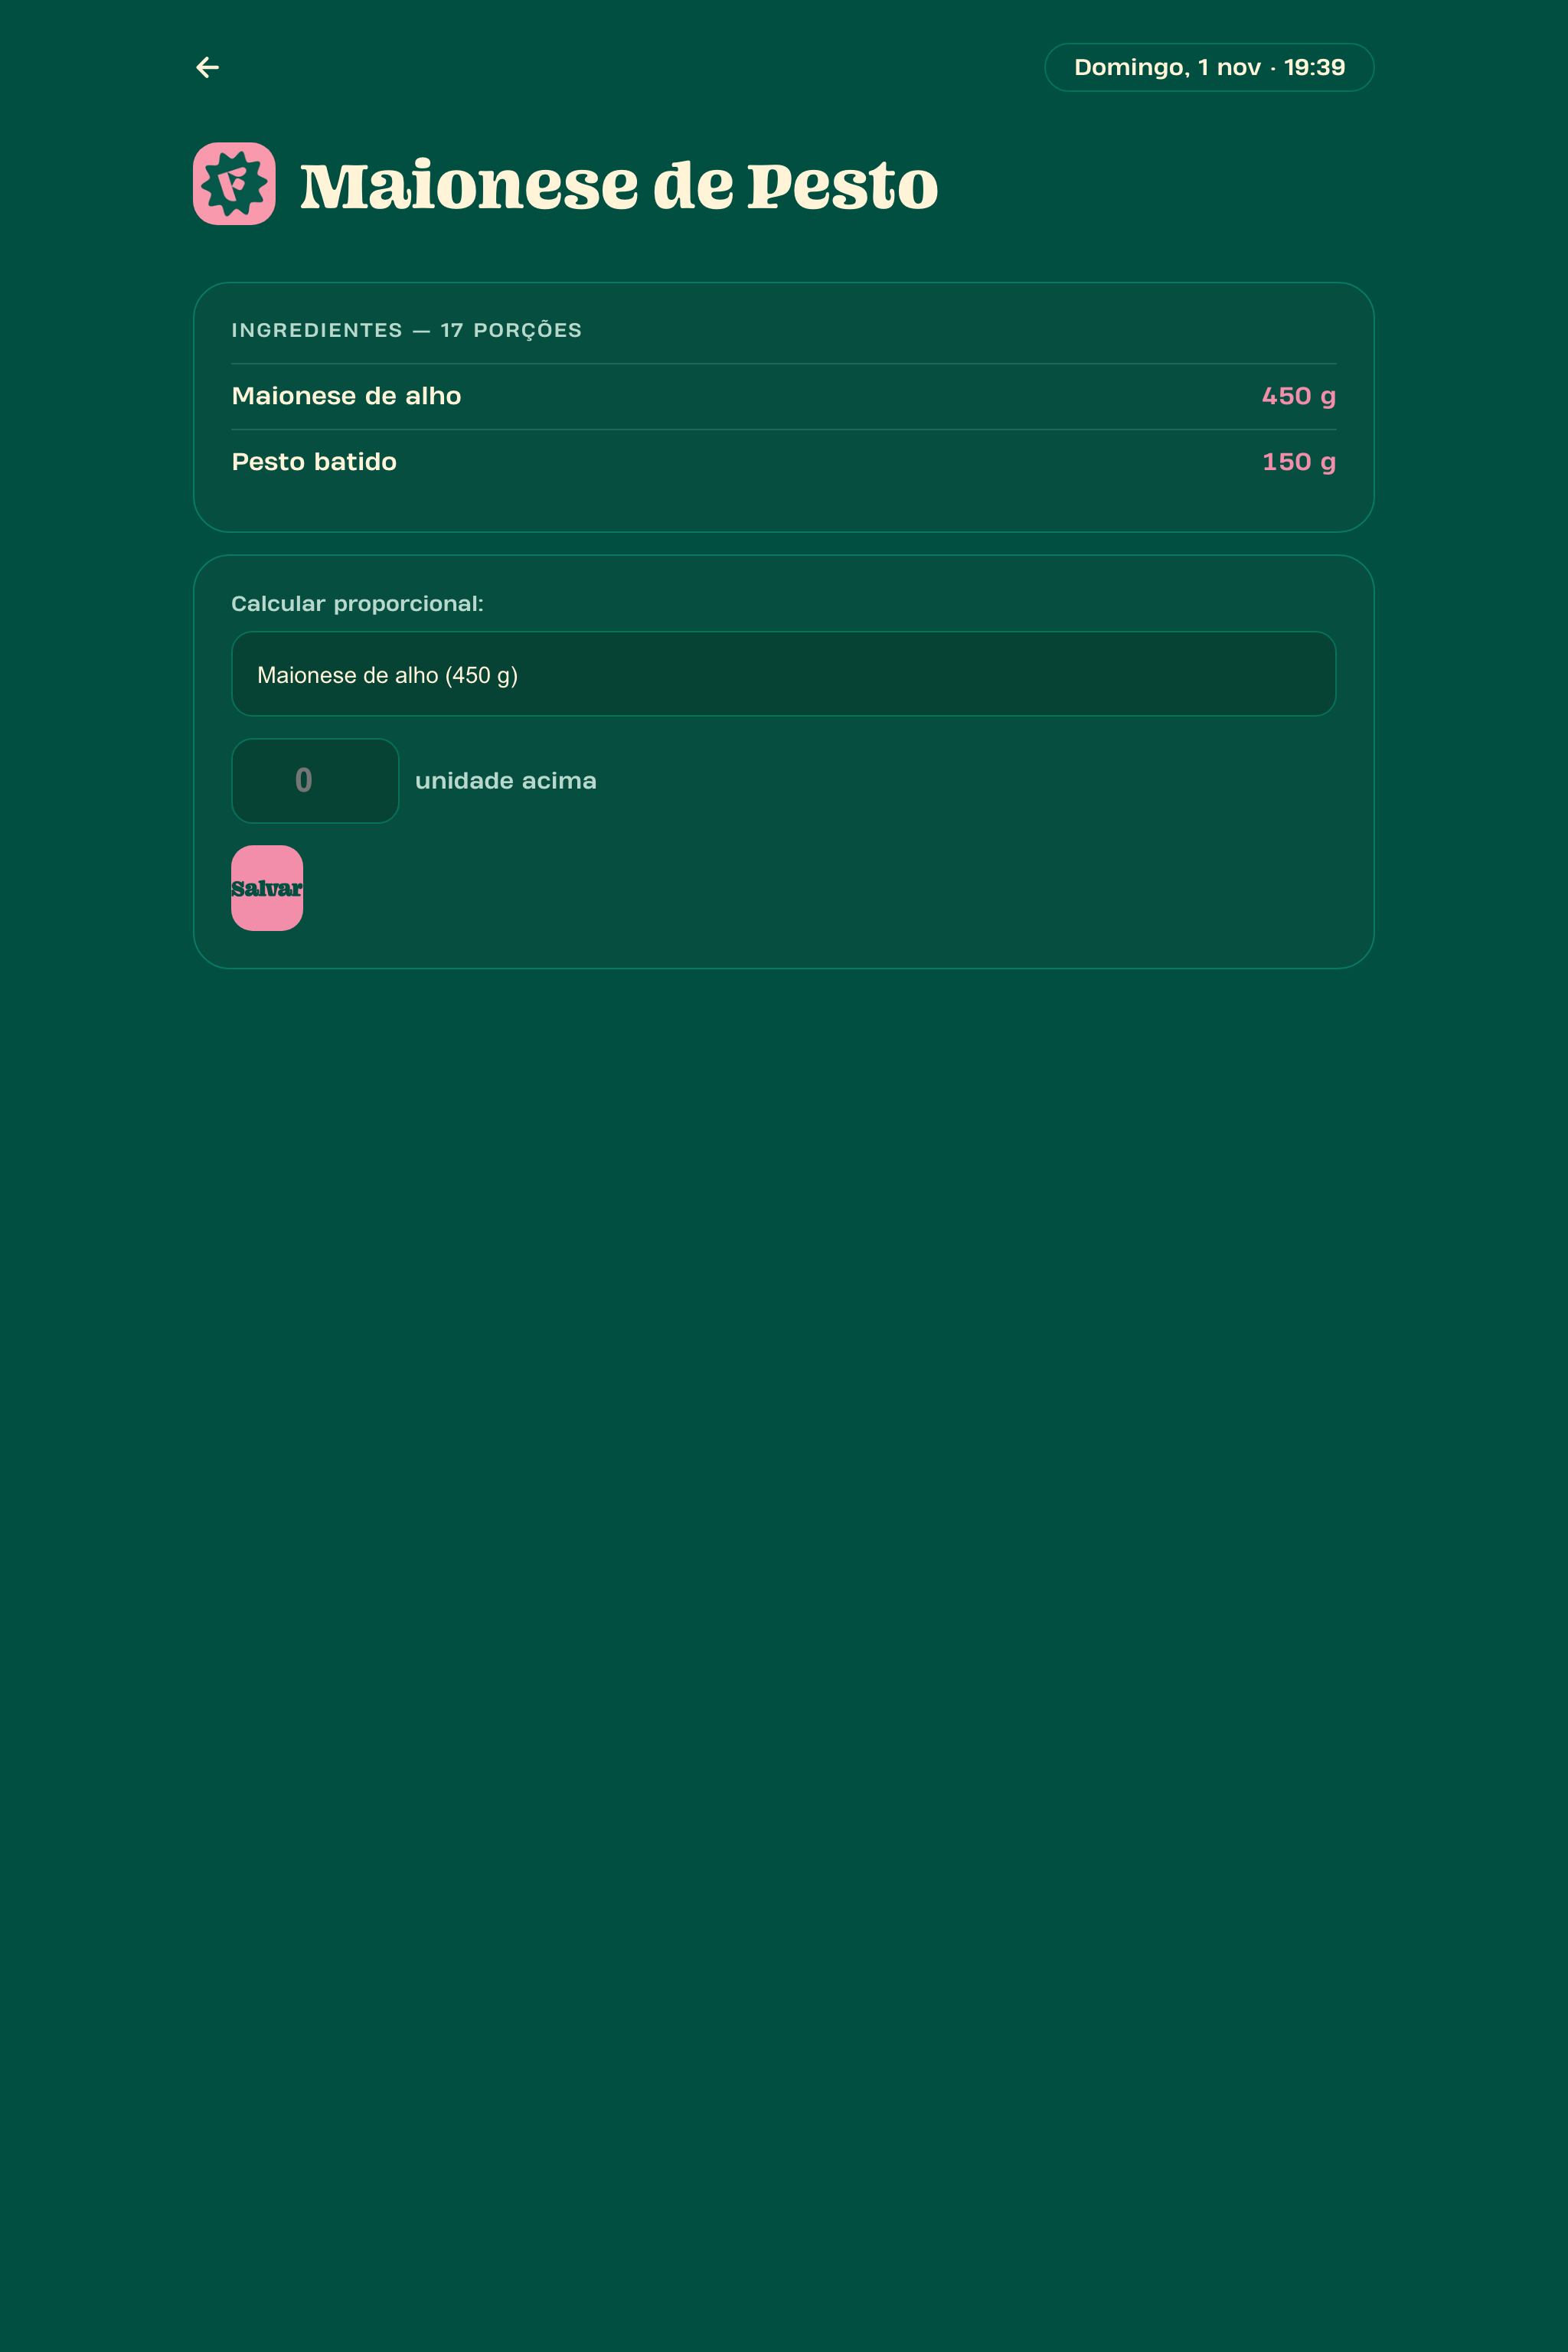 Domingo, 1 nov · 19:39
Maionese de Pesto
INGREDIENTES — 17 PORÇÕES
Maionese de alho 450 g
Pesto batido 150 g
Calcular proporcional:
Maionese de alho (450 g)
0 unidade acima
Salvar